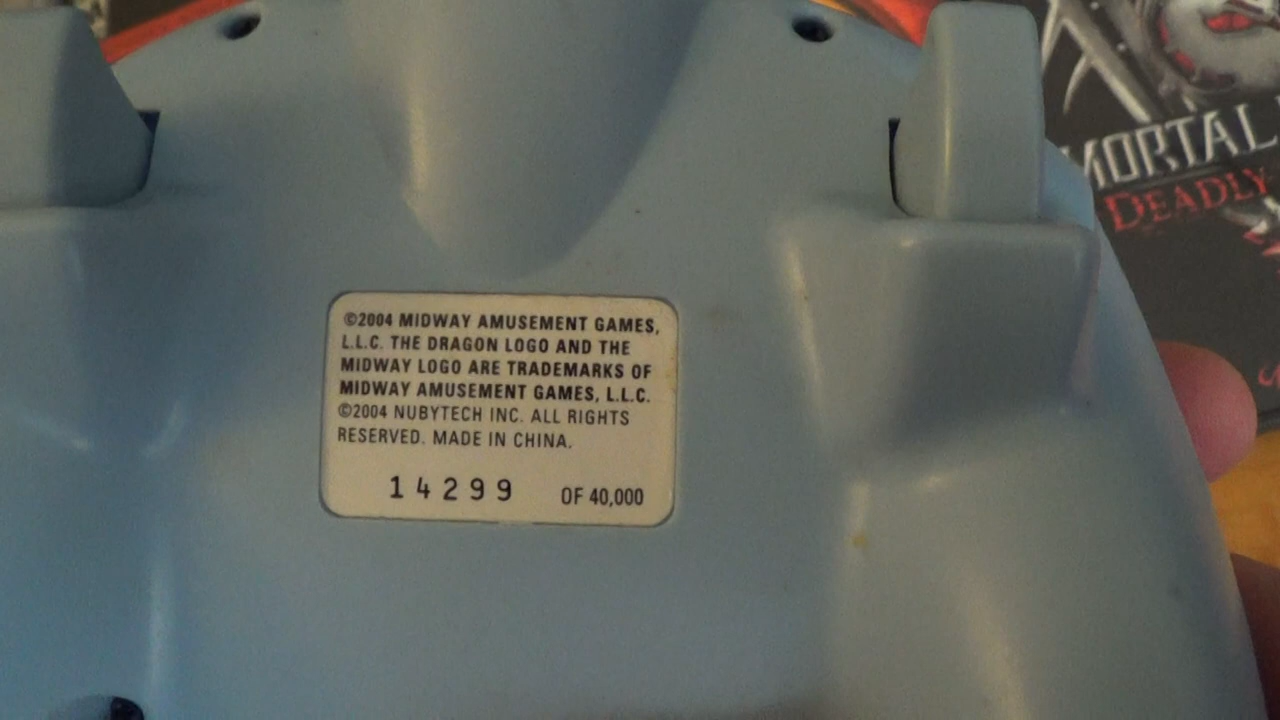 ©2004 MIDWAY AMUSEMENT GAMES,
L.L.C. THE DRAGON LOGO AND THE
MIDWAY LOGO ARE TRADEMARKS OF
MIDWAY AMUSEMENT GAMES, L.L.C.
©2004 NUBYTECH INC. ALL RIGHTS
RESERVED. MADE IN CHINA.
14299 OF 40,000
MORTAL
DEADLY